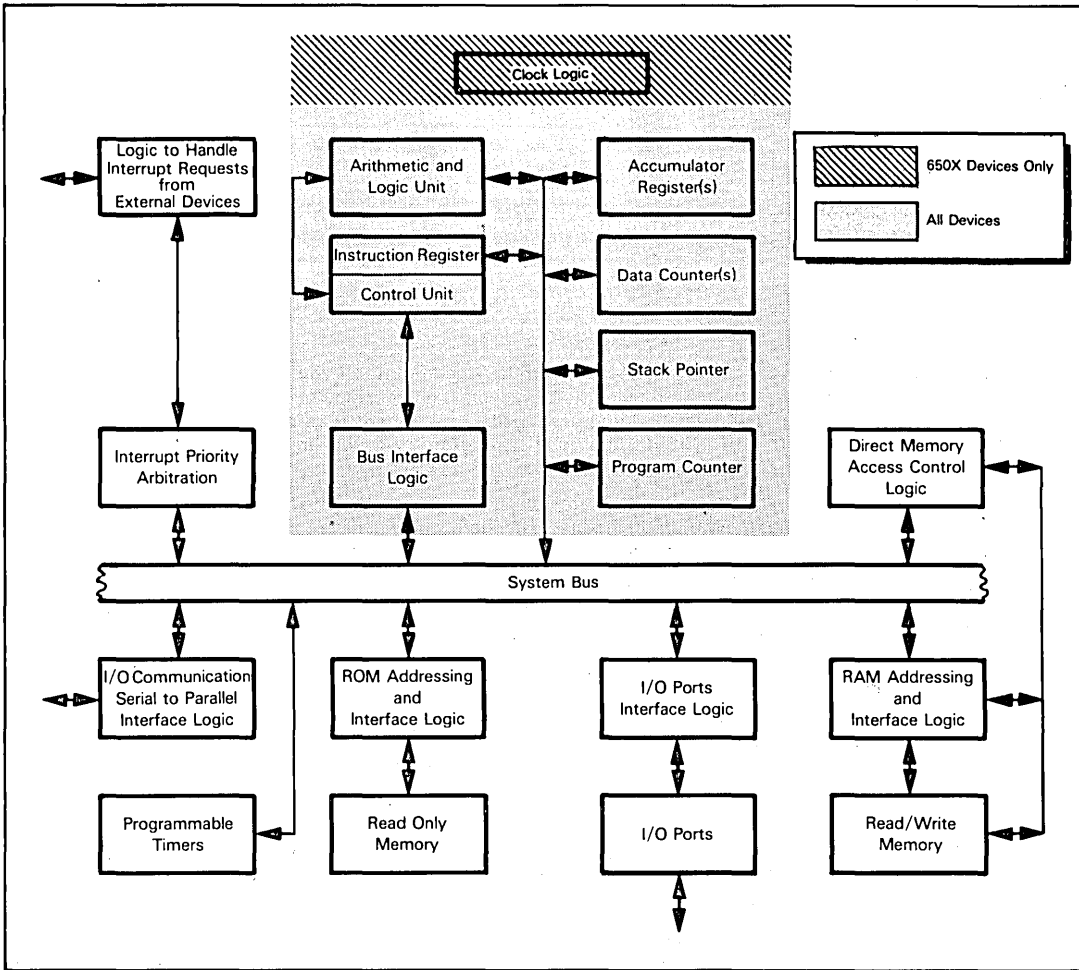 Clock Logic
Logic to Handle
Interrupt Requests
from
External Devices
Arithmetic and
Logic Unit
Accumulator
Register(s)
650X Devices Only
All Devices
Instruction Register
Control Unit
Data Counter(s)
Stack Pointer
Interrupt Priority
Arbitration
Bus Interface
Logic
Program Counter
Direct Memory
Access Control
Logic
System Bus
I/O Communication
Serial to Parallel
Interface Logic
ROM Addressing
and
Interface Logic
I/O Ports
Interface Logic
RAM Addressing
and
Interface Logic
Programmable
Timers
Read Only
Memory
I/O Ports
Read/Write
Memory